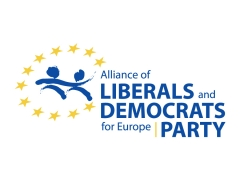 Alliance of
LIBERALS and
DEMOCRATS
for Europe | PARTY